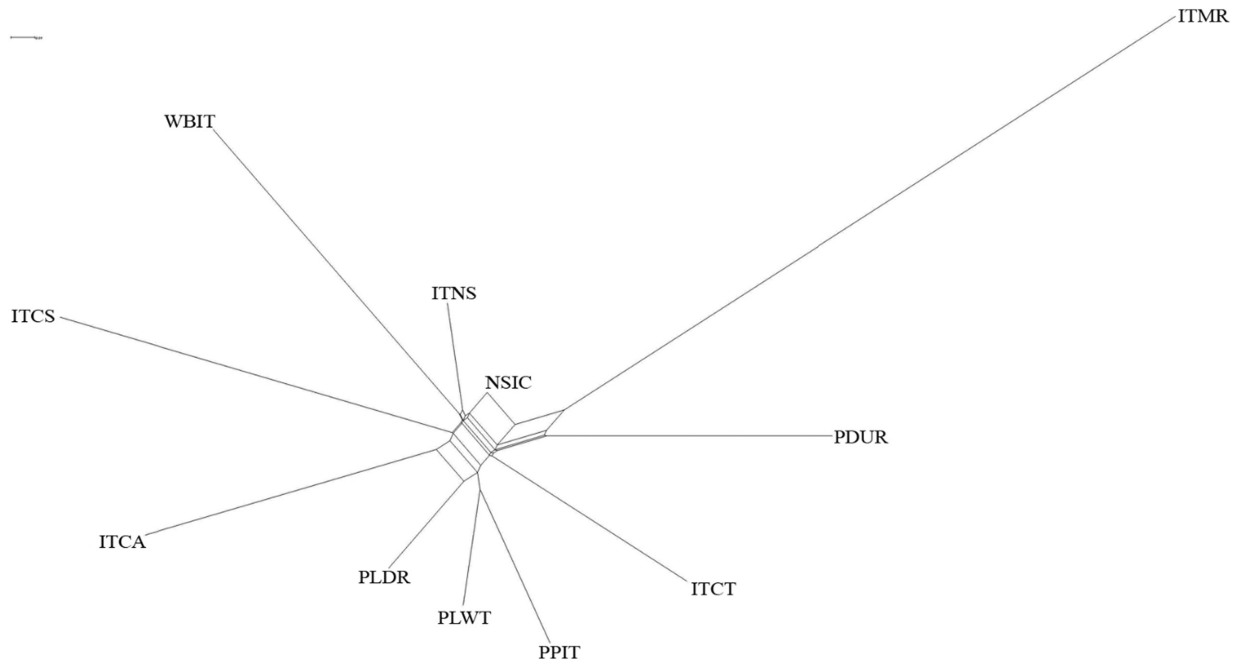 ITMR
WBIT
ITNS
ITCS
NSIC
PDUR
ITCA
PLDR
ITCT
PLWT
PPIT